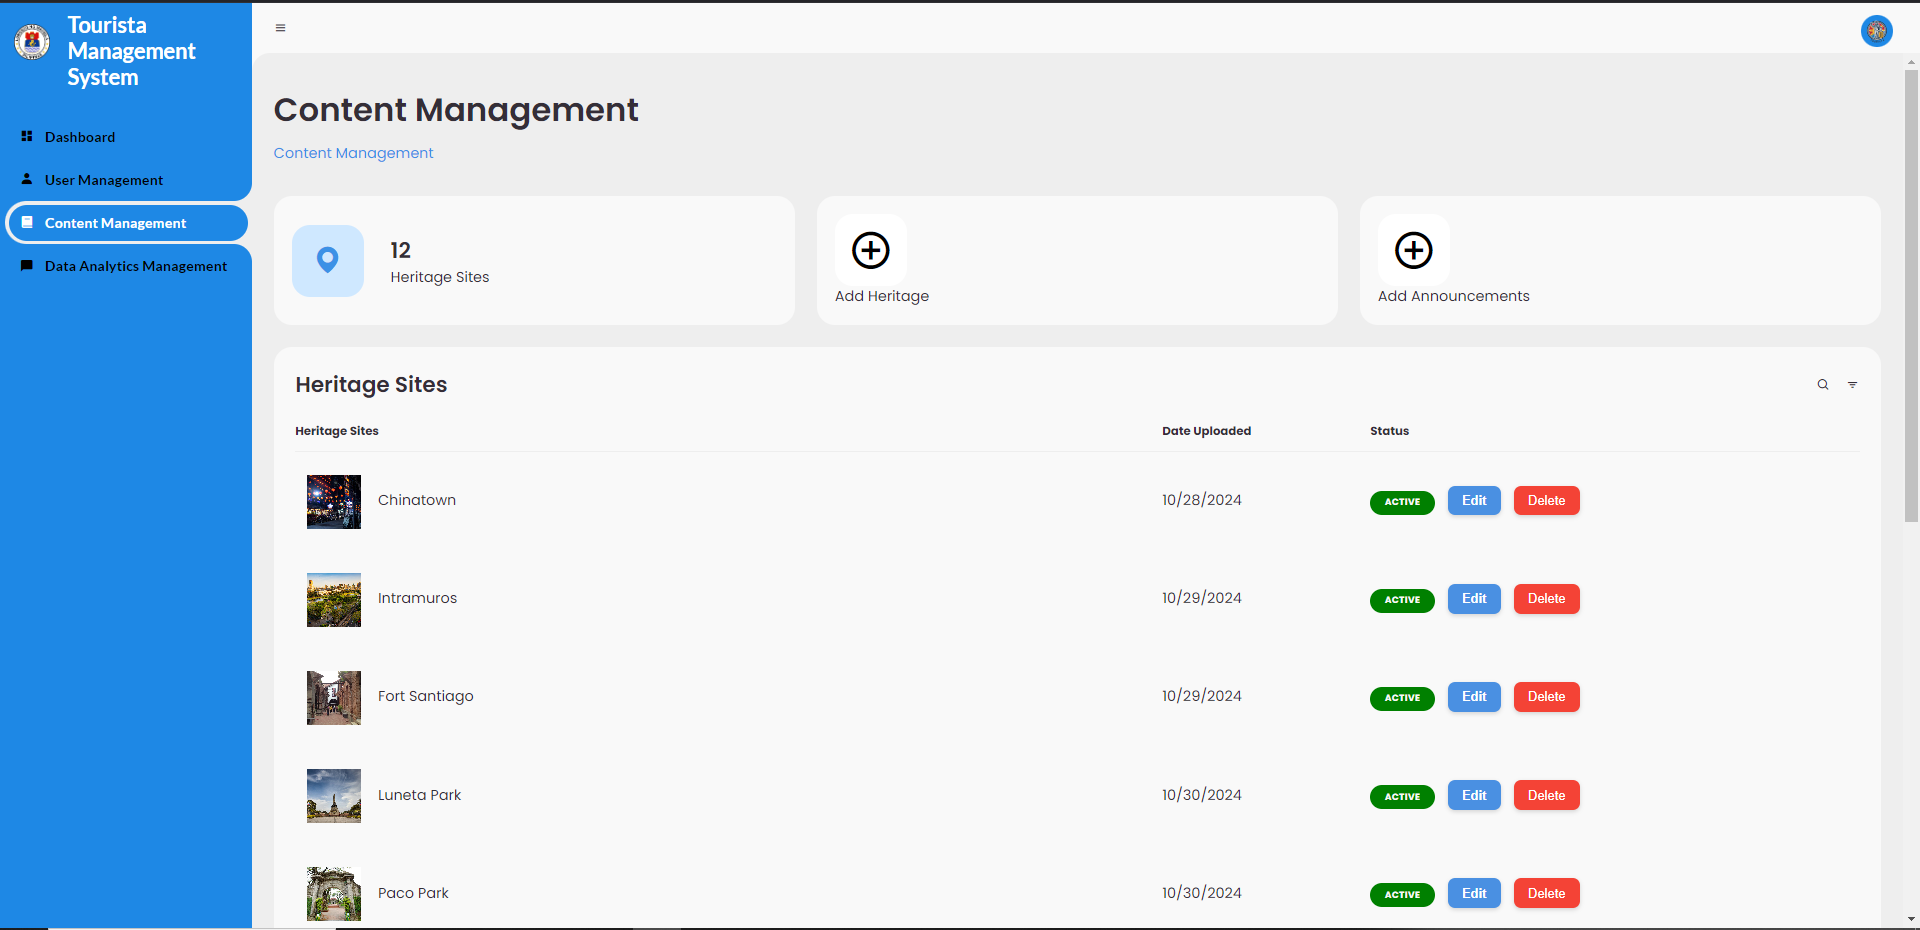 Tourista
Management
System
Dashboard
User Management
Content Management
Data Analytics Management
Content Management
Content Management
12
Heritage Sites
Add Heritage
Add Announcements
Heritage Sites
Heritage Sites Date Uploaded Status
Chinatown 10/28/2024 ACTIVE Edit Delete
Intramuros 10/29/2024 ACTIVE Edit Delete
Fort Santiago 10/29/2024 ACTIVE Edit Delete
Luneta Park 10/30/2024 ACTIVE Edit Delete
Paco Park 10/30/2024 ACTIVE Edit Delete